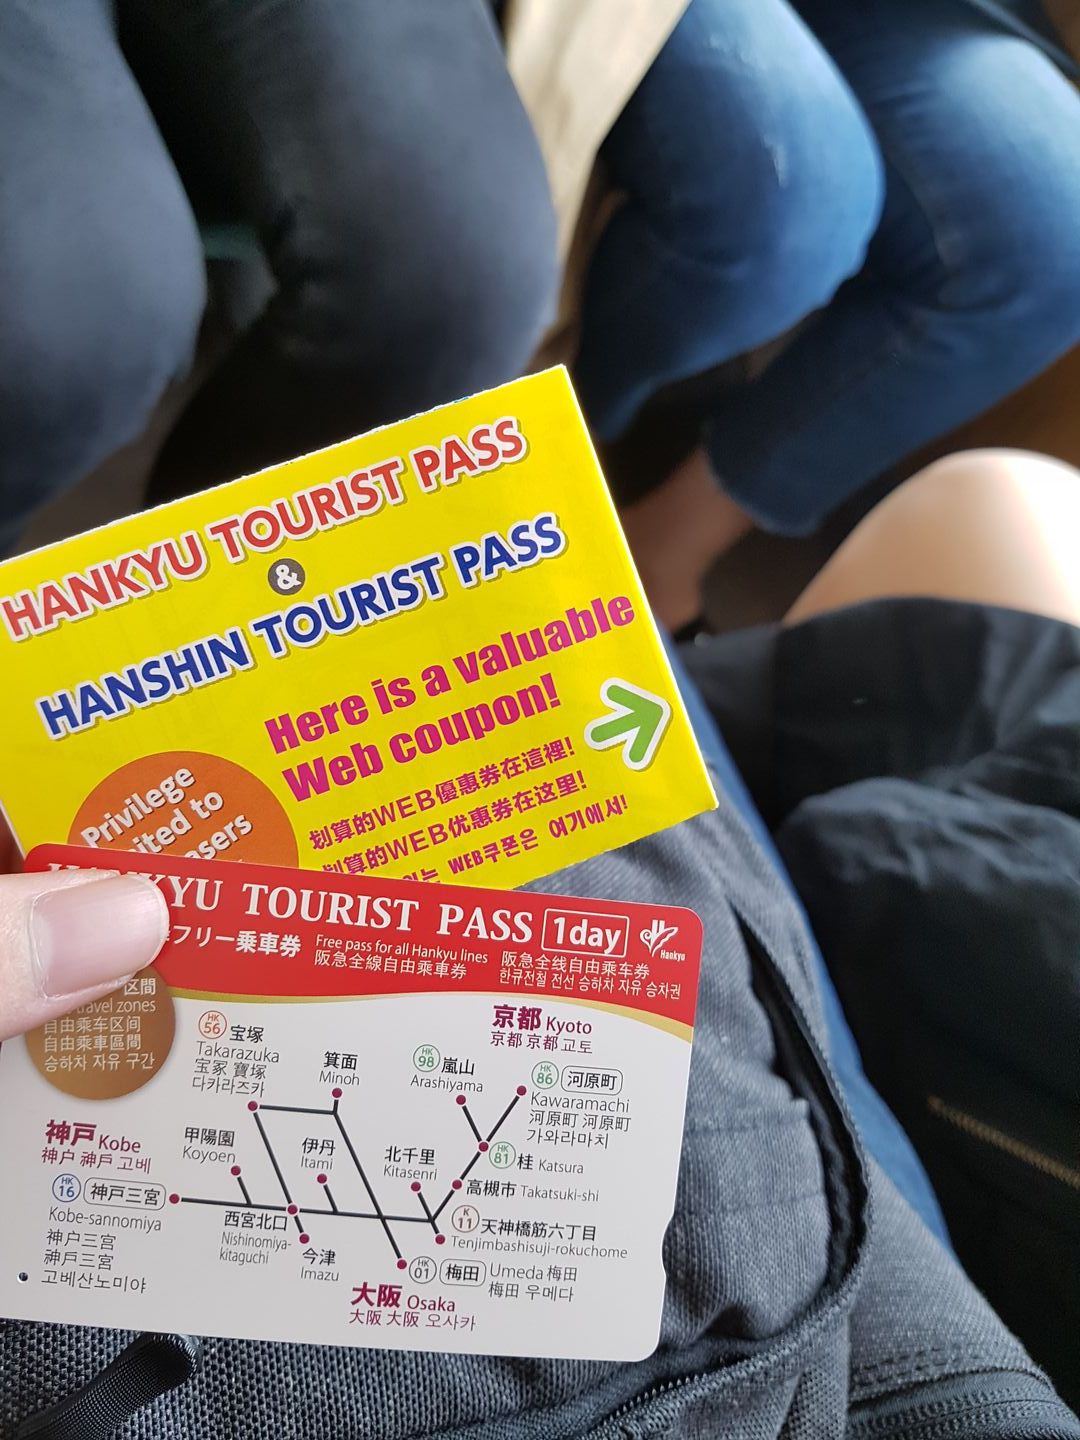 HANKYU TOURIST PASS
&
HANSHIN TOURIST PASS
Here is a valuable
Web coupon!
划算的WEB優惠券在這裡!
划算的WEB优惠券在这里!
WEB쿠폰은 여기에서!
Privilege
to
HANKYU TOURIST PASS 1day
Hankyu
フリー乗車券
Free pass for all Hankyu lines
阪急全線自由乘車券
阪急全线自由乘车券
한큐전철 전선 승하차 자유 승차권
区間
travel zones
自由乘车区间
自由乘車區間
승하차 자유 구간
HK 56 宝塚
Takarazuka
宝冢 寶塚
다카라즈카
箕面
Minoh
京都 Kyoto
京都 京都 교토
HK 98 嵐山
Arashiyama
HK 86 河原町
Kawaramachi
河原町 河原町
가와라마치
神戸 Kobe
神户 神戶 고베
HK 16 神戸三宮
Kobe-sannomiya
神户三宫
神戶三宮
고베산노미야
甲陽園
Koyoen
伊丹
Itami
北千里
Kitasenri
HK 81 桂 Katsura
高槻市 Takatsuki-shi
西宮北口
Nishinomiya-
kitaguchi
今津
Imazu
K 11 天神橋筋六丁目
Tenjimbashisuji-rokuchome
HK 01 梅田 Umeda 梅田
梅田 우메다
大阪 Osaka
大阪 大阪 오사카